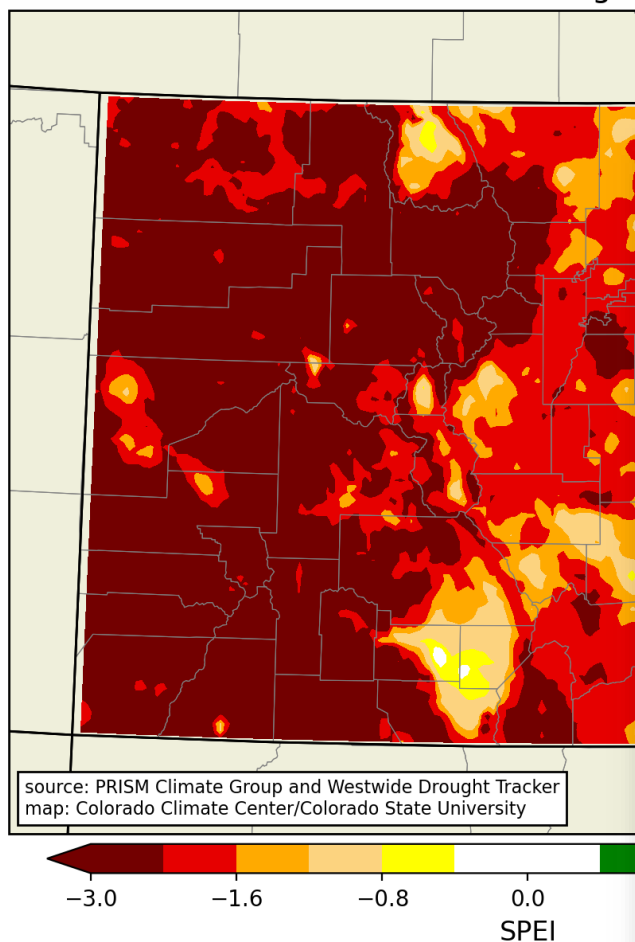 source: PRISM Climate Group and Westwide Drought Tracker
map: Colorado Climate Center/Colorado State University
−3.0 −1.6 −0.8 0.0
SPEI